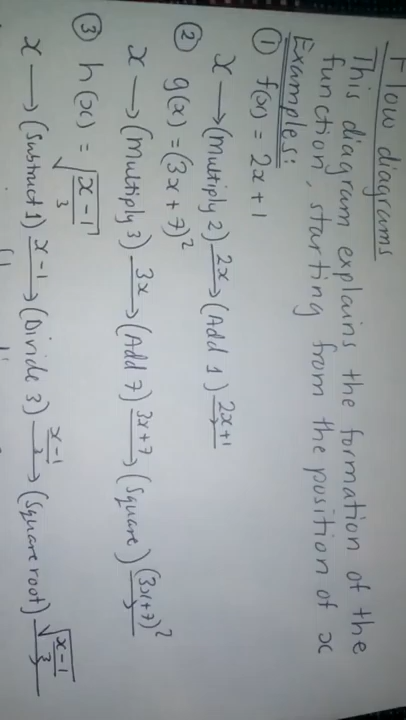 Flow diagrams
This diagram explains the formation of the
function, starting from the position of x
Examples:
① f(x) = 2x + 1
x → (Multiply 2) 2x → (Add 1) 2x+1 →
② g(x) = (3x + 7)²
x → (Multiply 3) 3x → (Add 7) 3x+7 → (Square) (3x+7)² →
③ h(x) = √((x - 1)/3)
x → (Subtract 1) x-1 → (Divide 3) (x-1)/3 → (Square root) √((x-1)/3) →